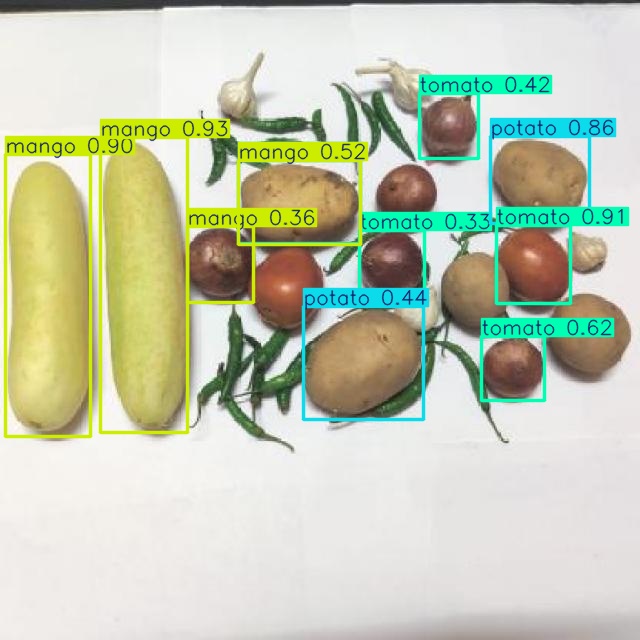 tomato 0.42
mango 0.93
potato 0.86
mango 0.90
mango 0.52
mango 0.36
tomato 0.33
tomato 0.91
potato 0.44
tomato 0.62